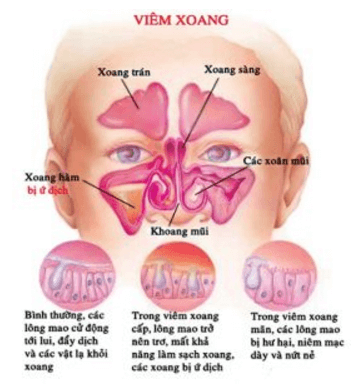 VIÊM XOANG
Xoang trán
Xoang sàng
Các xoăn mũi
Xoang hàm
bị ứ dịch
Khoang mũi
Bình thường, các
lông mao cử động
tới lui, đẩy dịch
và các vật lạ khỏi
xoang
Trong viêm xoang
cấp, lông mao trở
nên trơ, mất khả
năng làm sạch xoang,
các xoang bị ứ dịch
Trong viêm xoang
mãn, các lông mao
bị hư hại, niêm mạc
dày và nứt nẻ